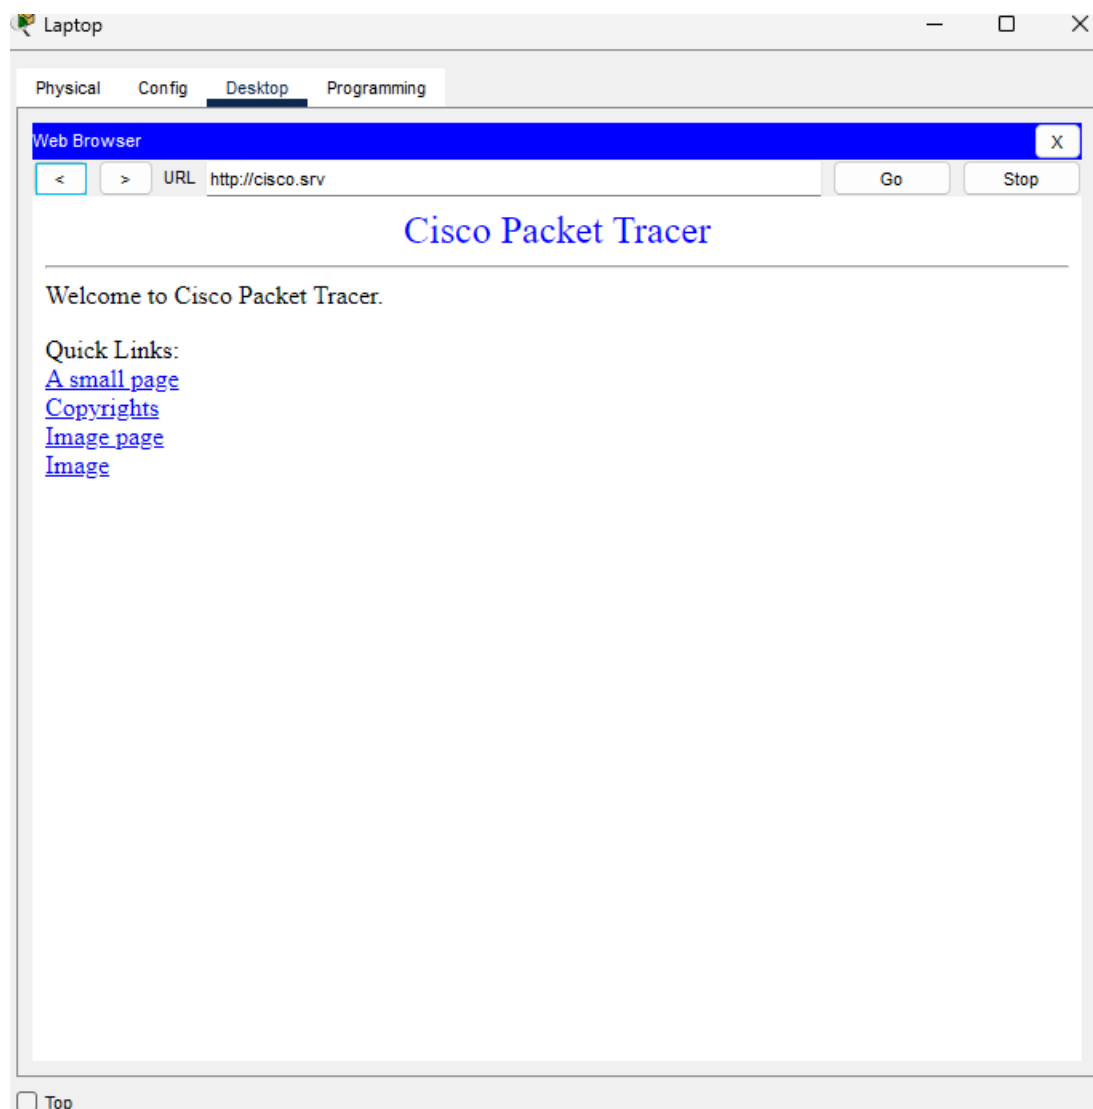 Laptop
Physical Config Desktop Programming
Web Browser X
< > URL http://cisco.srv Go Stop
Cisco Packet Tracer
Welcome to Cisco Packet Tracer.
Quick Links:
A small page
Copyrights
Image page
Image
Top